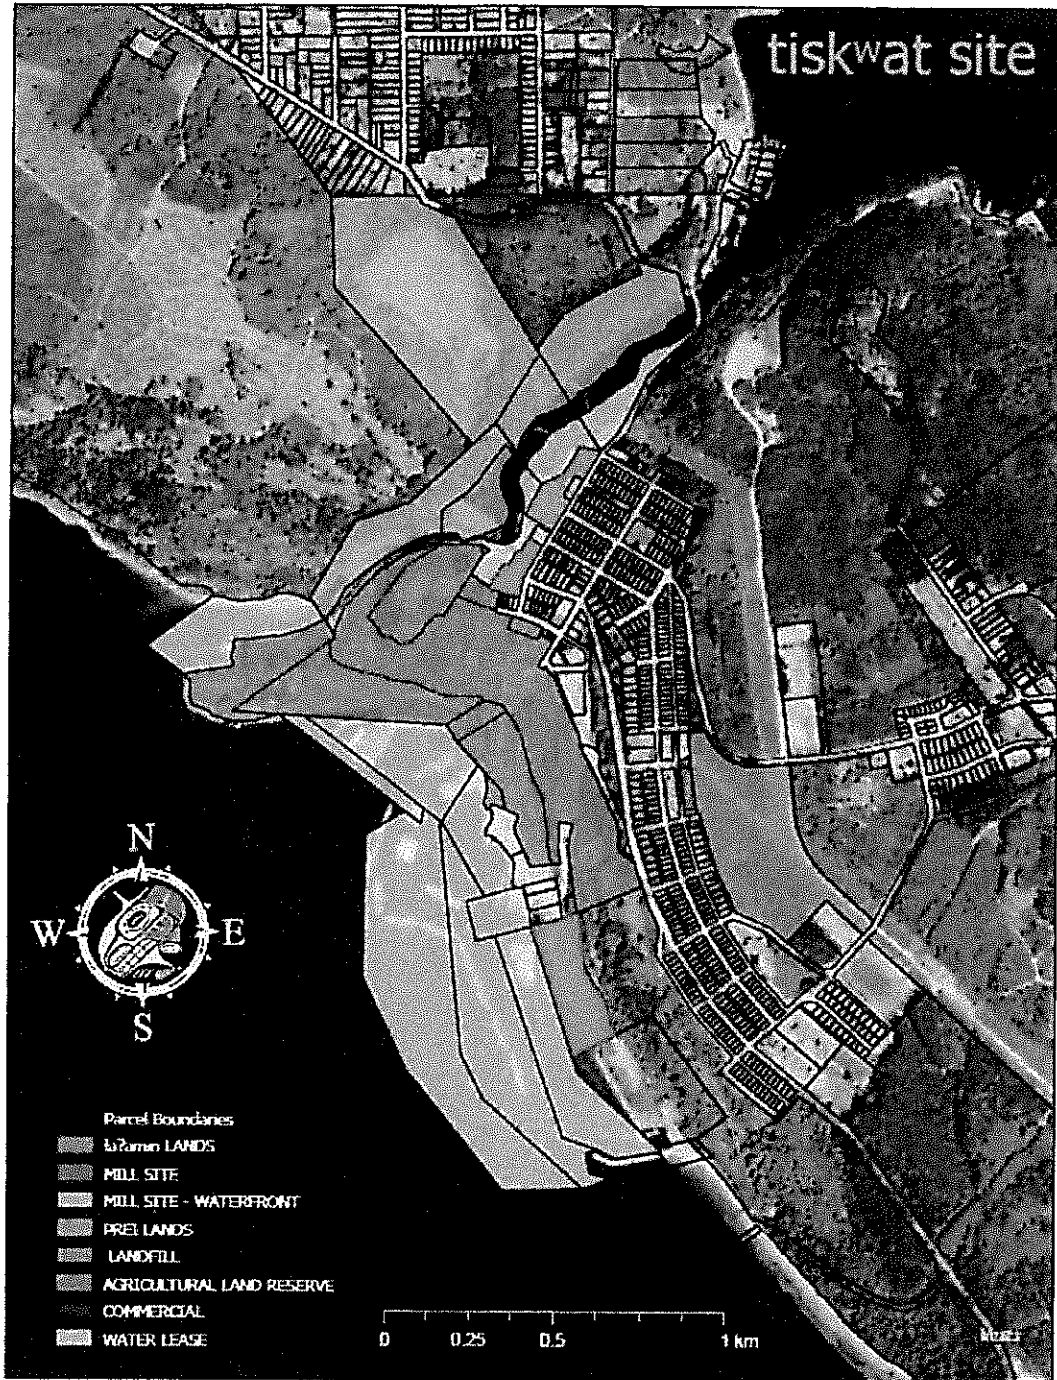 tiskʷat site
N
W E
S
Parcel Boundaries
ɬaʔamın LANDS
MILL SITE
MILL SITE - WATERFRONT
PREI LANDS
LANDFILL
AGRICULTURAL LAND RESERVE
COMMERCIAL
WATER LEASE
0 0.25 0.5 1 km